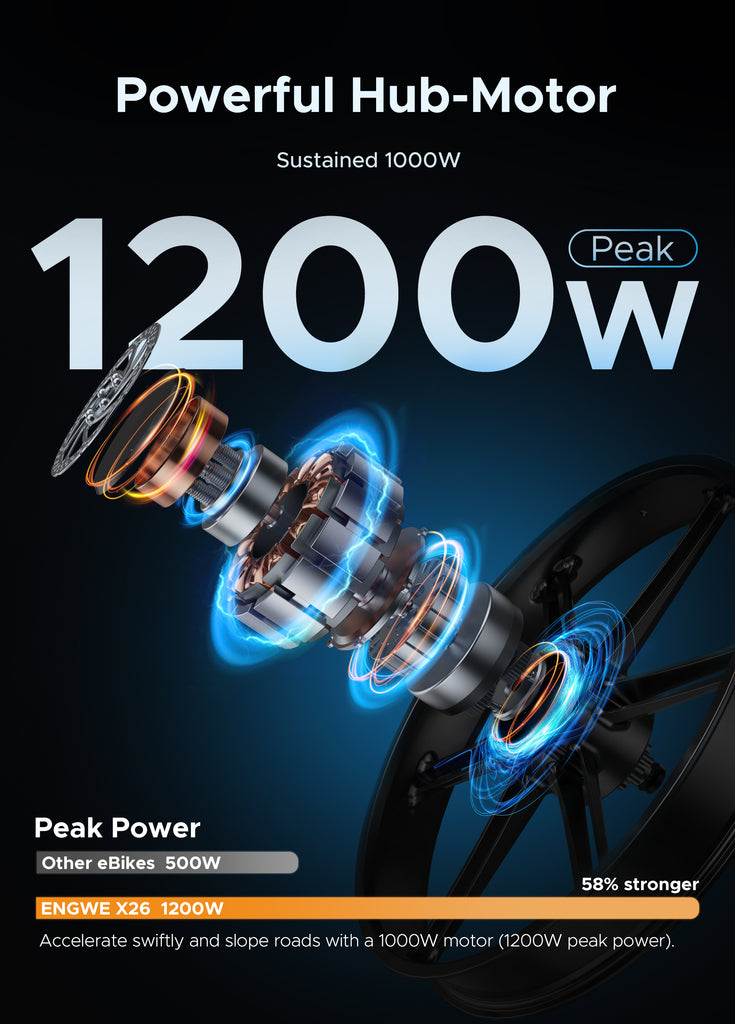 Powerful Hub-Motor
Sustained 1000W
1200W Peak
Peak Power
Other eBikes 500W
58% stronger
ENGWE X26 1200W
Accelerate swiftly and slope roads with a 1000W motor (1200W peak power).